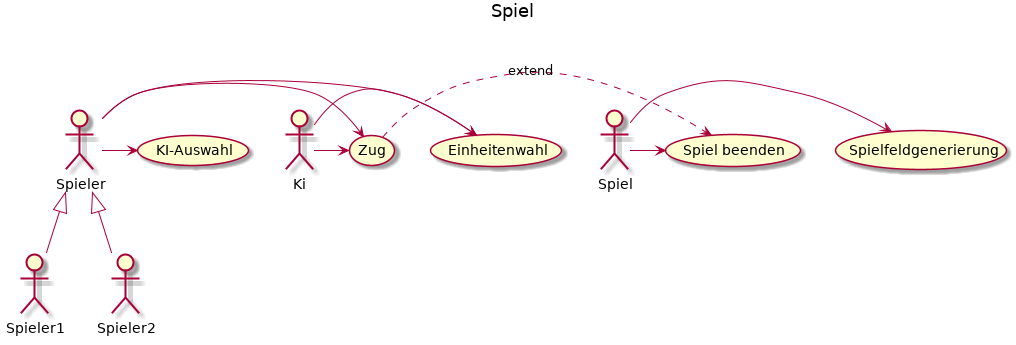 Spiel
extend
KI-Auswahl
Zug
Einheitenwahl
Spiel beenden
Spielfeldgenerierung
Spieler
Ki
Spiel
Spieler1
Spieler2